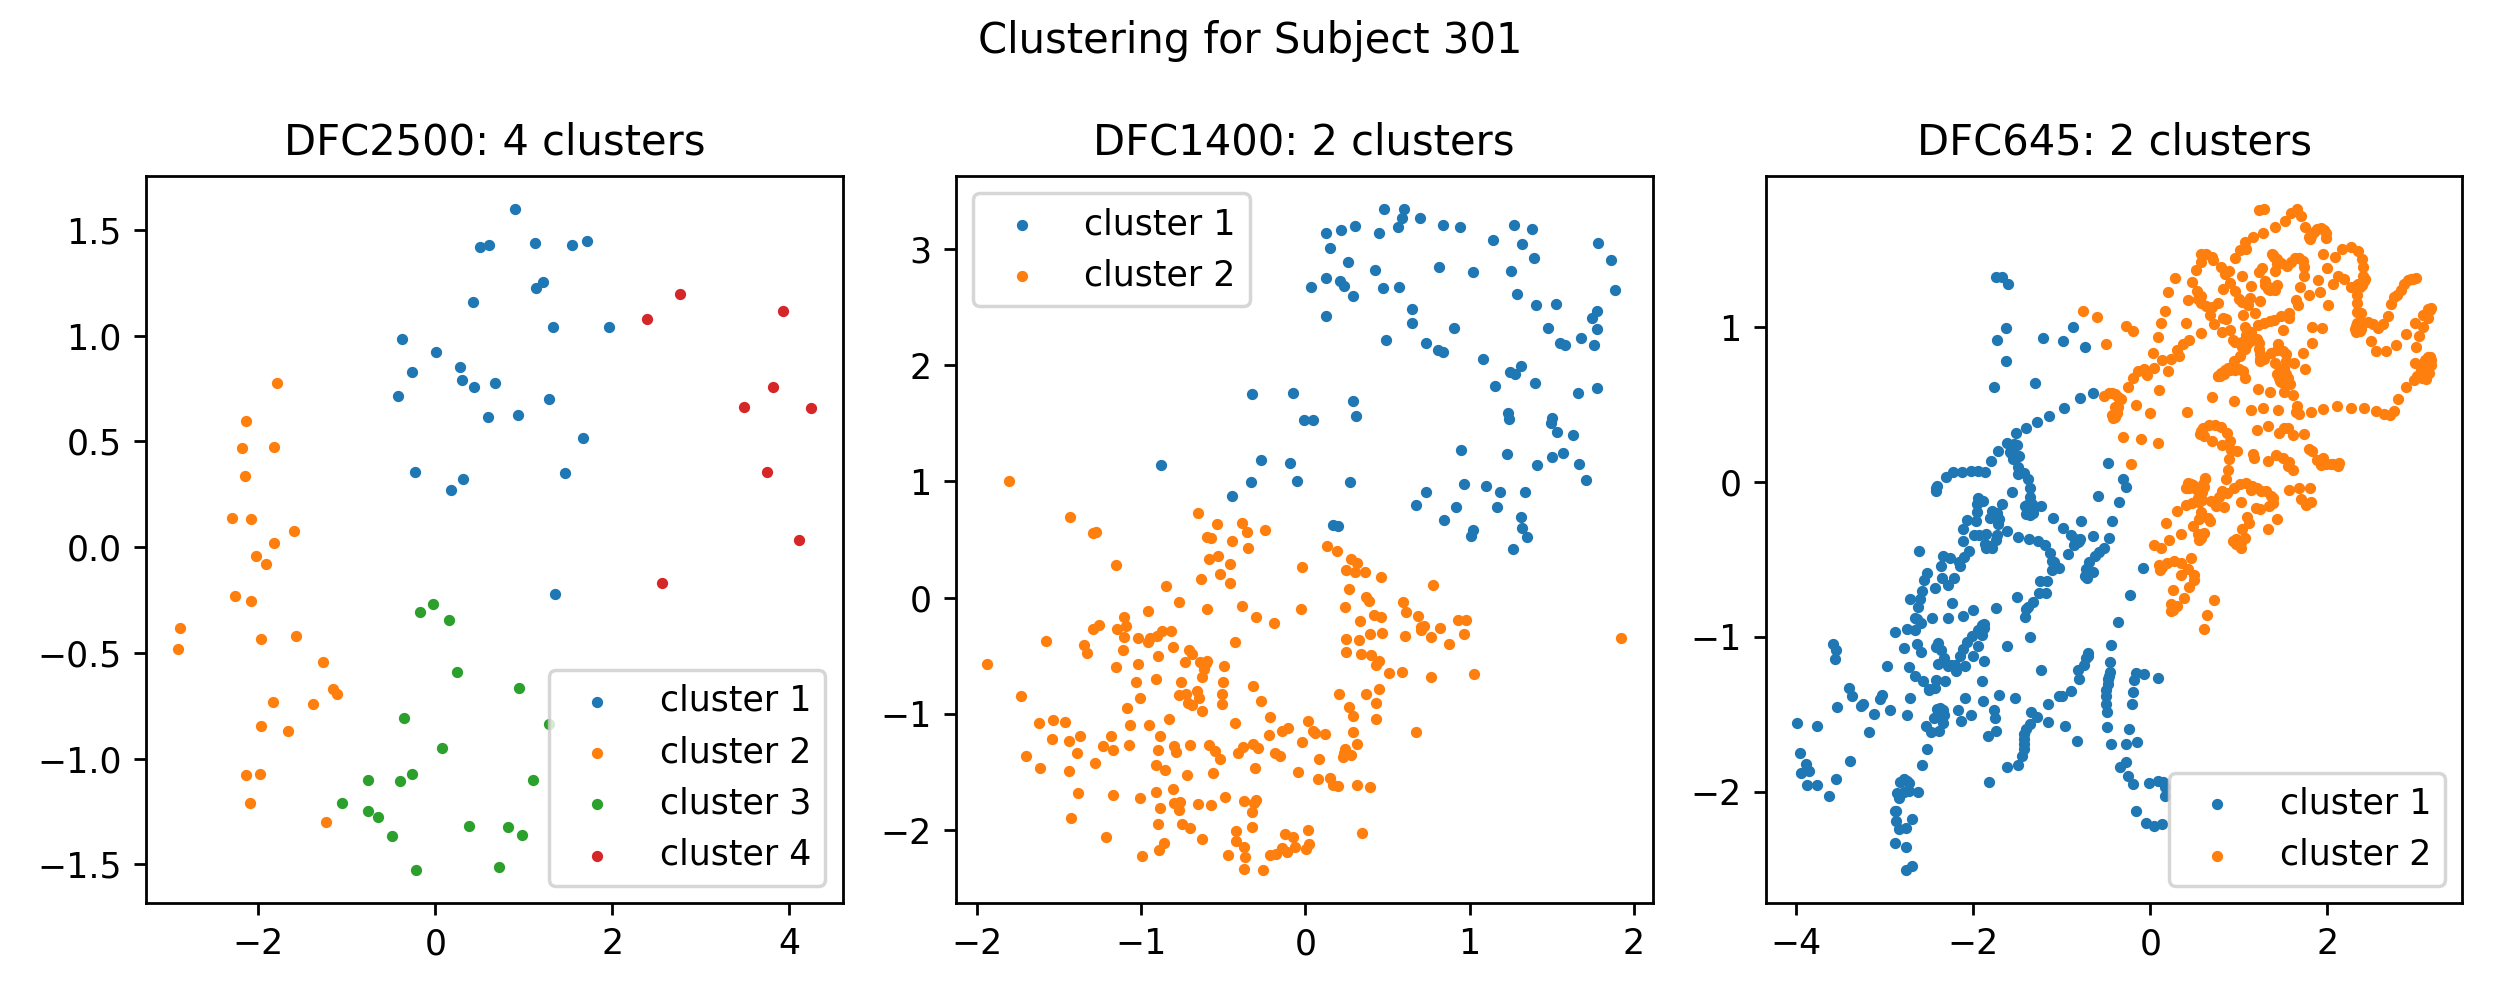 Clustering for Subject 301
DFC2500: 4 clusters
1.5
1.0
0.5
0.0
−0.5
−1.0
−1.5
−2
0
2
4
cluster 1
cluster 2
cluster 3
cluster 4
DFC1400: 2 clusters
3
2
1
0
−1
−2
−2
−1
0
1
2
cluster 1
cluster 2
DFC645: 2 clusters
1
0
−1
−2
−4
−2
0
2
cluster 1
cluster 2